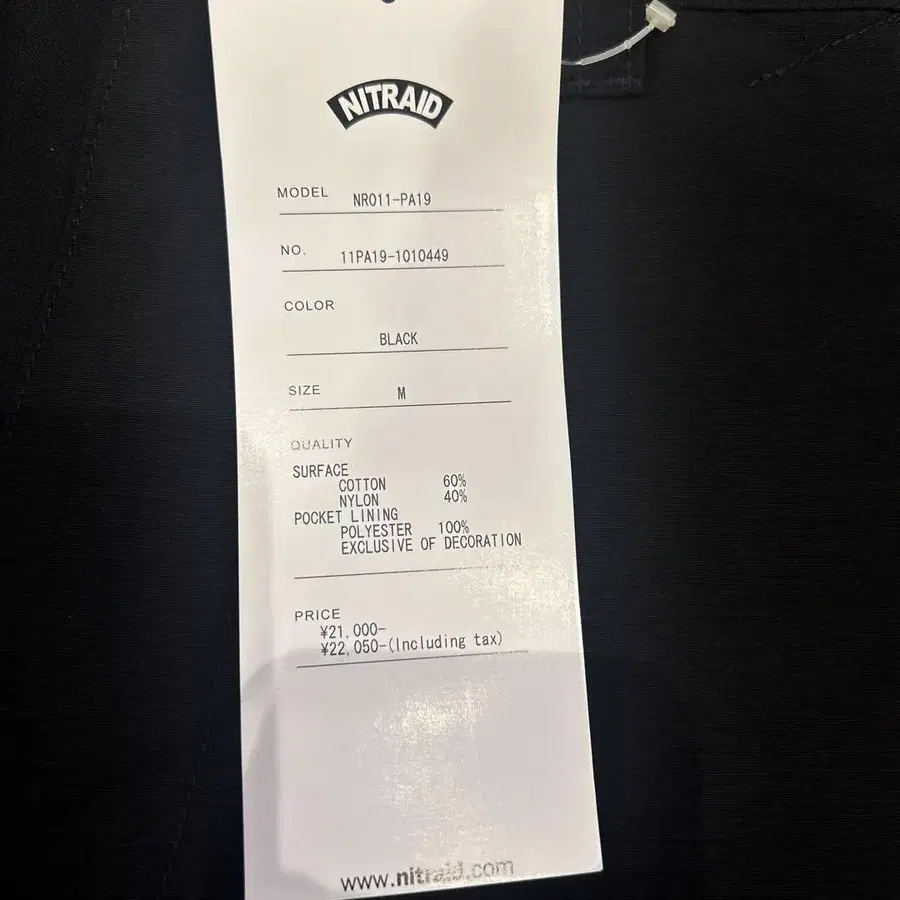 NITRAID
MODEL NR011-PA19
NO. 11PA19-1010449
COLOR
BLACK
SIZE M
QUALITY
SURFACE
COTTON 60%
NYLON 40%
POCKET LINING
POLYESTER 100%
EXCLUSIVE OF DECORATION
PRICE
¥21,000-
¥22,050-(Including tax)
www.nitraid.com